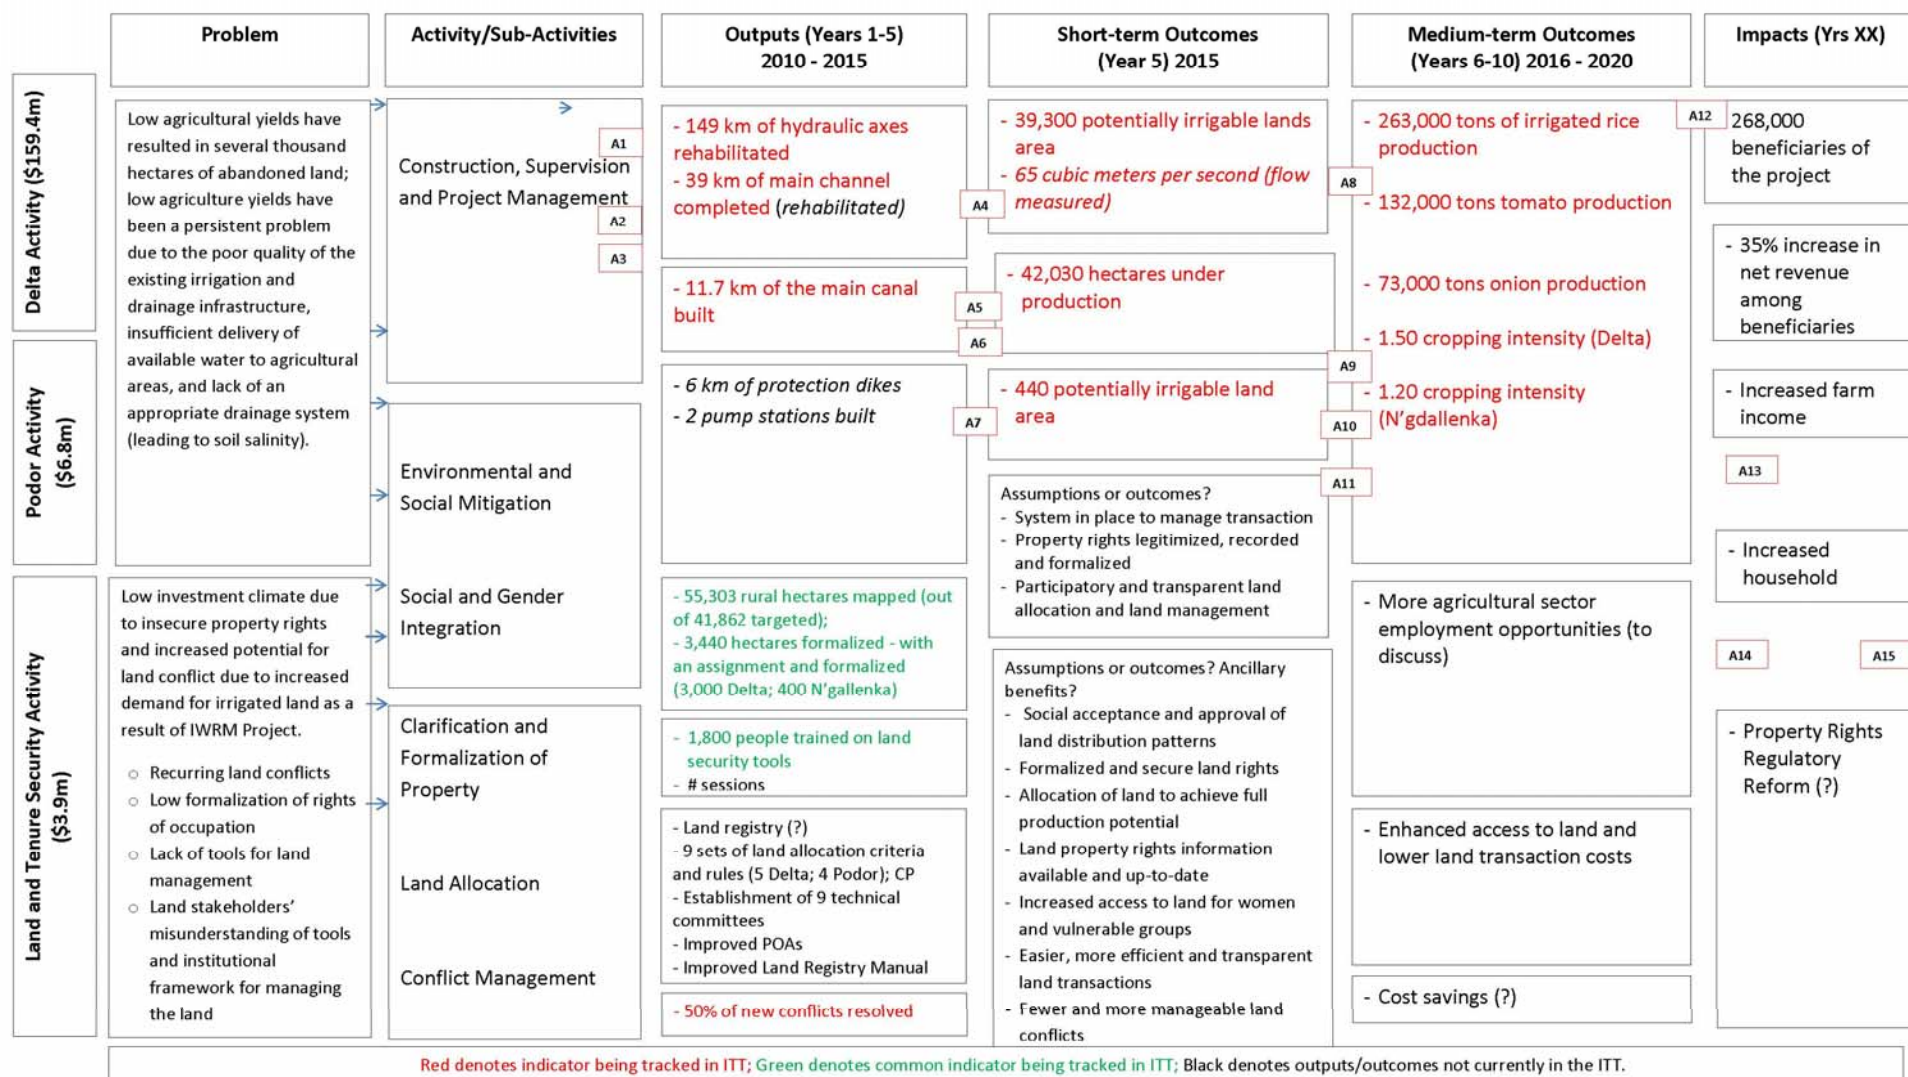 Problem
Activity/Sub-Activities
Outputs (Years 1-5)
2010 - 2015
Short-term Outcomes
(Year 5) 2015
Medium-term Outcomes
(Years 6-10) 2016 - 2020
Impacts (Yrs XX)
Delta Activity ($159.4m)
Podor Activity
($6.8m)
Land and Tenure Security Activity
($3.9m)
Low agricultural yields have
resulted in several thousand
hectares of abandoned land;
low agriculture yields have
been a persistent problem
due to the poor quality of the
existing irrigation and
drainage infrastructure,
insufficient delivery of
available water to agricultural
areas, and lack of an
appropriate drainage system
(leading to soil salinity).
Low investment climate due
to insecure property rights
and increased potential for
land conflict due to increased
demand for irrigated land as a
result of IWRM Project.
○ Recurring land conflicts
○ Low formalization of rights
of occupation
○ Lack of tools for land
management
○ Land stakeholders'
misunderstanding of tools
and institutional
framework for managing
the land
A1
Construction, Supervision
and Project Management
A2
A3
Environmental and
Social Mitigation
Social and Gender
Integration
Clarification and
Formalization of
Property
Land Allocation
Conflict Management
- 149 km of hydraulic axes
rehabilitated
- 39 km of main channel
completed (rehabilitated)
- 11.7 km of the main canal
built
- 6 km of protection dikes
- 2 pump stations built
- 55,303 rural hectares mapped (out
of 41,862 targeted);
- 3,440 hectares formalized - with
an assignment and formalized
(3,000 Delta; 400 N'gallenka)
- 1,800 people trained on land
security tools
- # sessions
- Land registry (?)
- 9 sets of land allocation criteria
and rules (5 Delta; 4 Podor); CP
- Establishment of 9 technical
committees
- Improved POAs
- Improved Land Registry Manual
- 50% of new conflicts resolved
A4
A5
A6
A7
- 39,300 potentially irrigable lands
area
- 65 cubic meters per second (flow
measured)
- 42,030 hectares under
production
- 440 potentially irrigable land
area
Assumptions or outcomes?
- System in place to manage transaction
- Property rights legitimized, recorded
and formalized
- Participatory and transparent land
allocation and land management
Assumptions or outcomes? Ancillary
benefits?
- Social acceptance and approval of
land distribution patterns
- Formalized and secure land rights
- Allocation of land to achieve full
production potential
- Land property rights information
available and up-to-date
- Increased access to land for women
and vulnerable groups
- Easier, more efficient and transparent
land transactions
- Fewer and more manageable land
conflicts
A8
A9
A10
A11
- 263,000 tons of irrigated rice
production
- 132,000 tons tomato production
- 73,000 tons onion production
- 1.50 cropping intensity (Delta)
- 1.20 cropping intensity
(N'gdallenka)
- More agricultural sector
employment opportunities (to
discuss)
- Enhanced access to land and
lower land transaction costs
- Cost savings (?)
A12
268,000
beneficiaries of
the project
- 35% increase in
net revenue
among
beneficiaries
- Increased farm
income
A13
- Increased
household
A14
A15
- Property Rights
Regulatory
Reform (?)
Red denotes indicator being tracked in ITT; Green denotes common indicator being tracked in ITT; Black denotes outputs/outcomes not currently in the ITT.